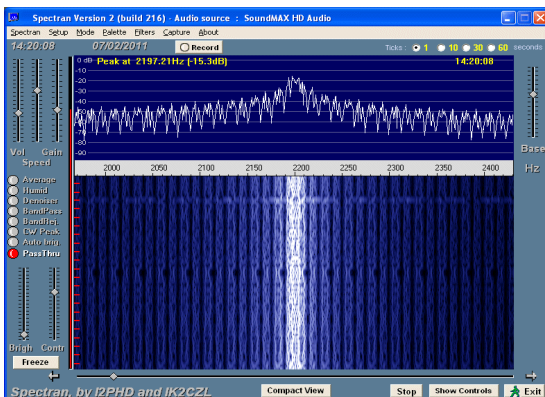 Spectran Version 2 (build 216) - Audio source : SoundMAX HD Audio
Spectran Setup Mode Palette Filters Capture About
14:20:08 07/02/2011 Record Ticks : 1 10 30 60 seconds
0 dB Peak at 2197.21Hz (-15.3dB) 14:20:08
-10
-20
-30
-40
-50
-60
-70
-80
-90
Vol Gain
Speed
Base
2000 2050 2100 2150 2200 2250 2300 2350 2400 Hz
Average
Humid
Denoiser
BandPass
BandRej.
CW Peak
Auto brig.
PassThru
Brigh Contr
Freeze
Spectran, by I2PHD and IK2CZL Compact View Stop Show Controls Exit